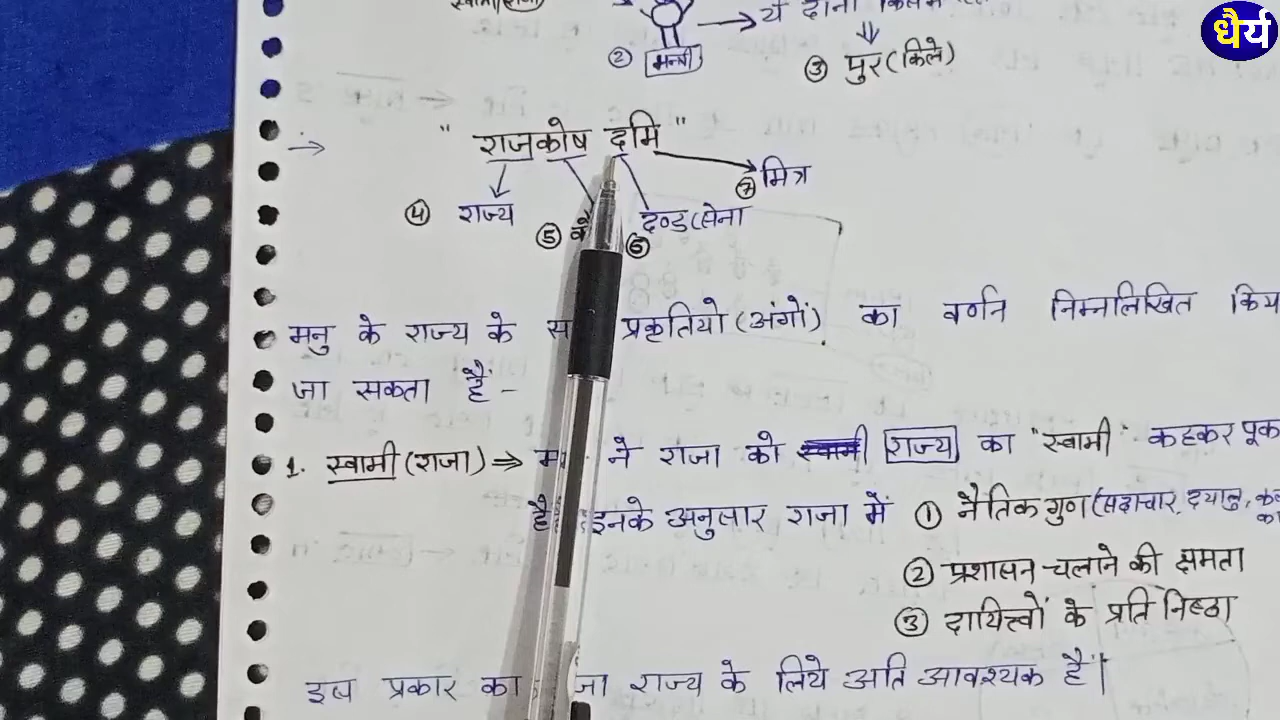 धैर्य
→ ये दोनों
② मन्त्री
③ पुर(किले)
→ " राजकोष दमि "
⑦ मित्र
④ राज्य
⑤
⑥ दण्ड(सेना
मनु के राज्य के प्रकृतियो (अंगों) का वर्णन निम्नलिखित किय
जा सकता हैं -
1. स्वामी (राजा) ⇒ ने राजा को राज्य का "स्वामी" कहकर पूक
हैं इनके अनुसार राजा में ① नैतिक गुण (सदाचार, दयालु,
② प्रशासन चलाने की क्षमता
③ दायित्वों के प्रति निष्ठा
इस प्रकार का राज्य के लिये अति आवश्यक हैं|